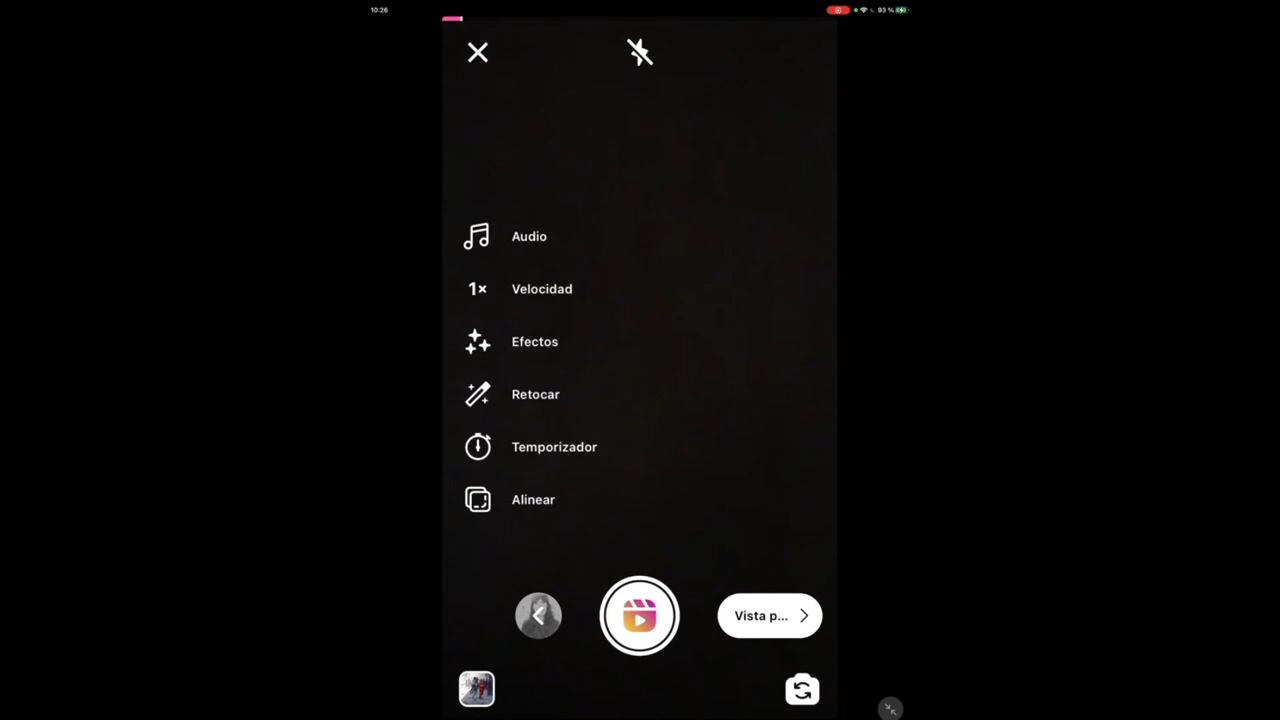 10:26
93 %
Audio
1×
Velocidad
Efectos
Retocar
Temporizador
Alinear
Vista p...